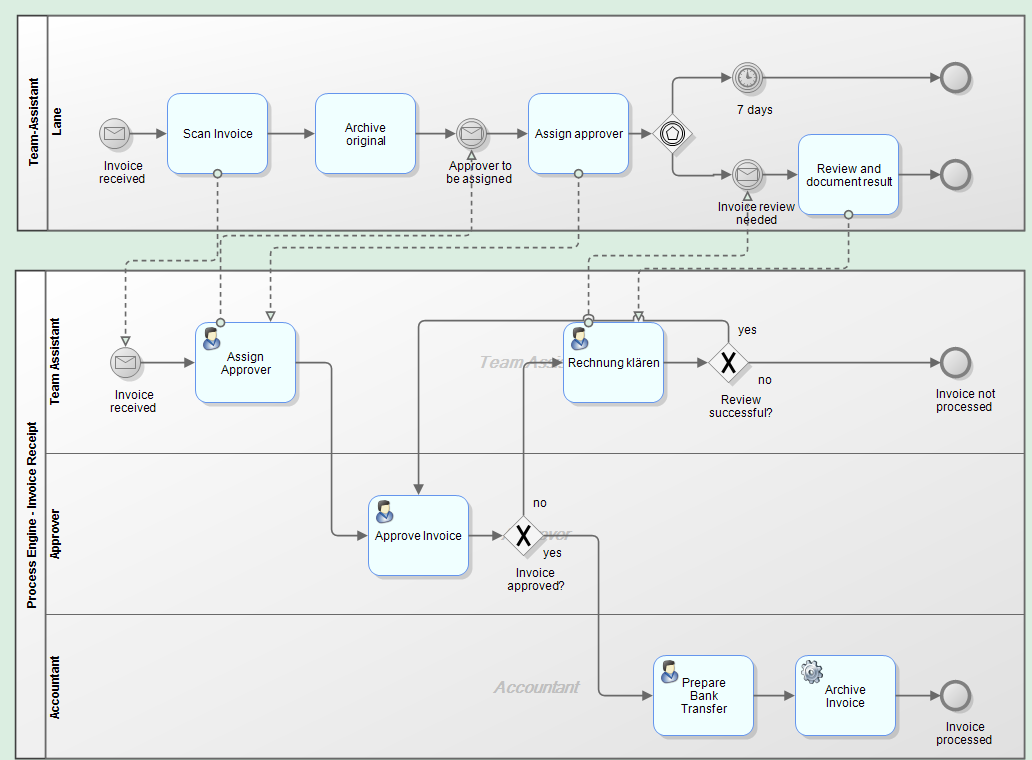 Team-Assistant
Lane
Invoice
received
Scan Invoice
Archive
original
Approver to
be assigned
Assign approver
7 days
Invoice review
needed
Review and
document result
Process Engine - Invoice Receipt
Team Assistant
Invoice
received
Assign
Approver
Team Assi
Rechnung klären
yes
no
Review
successful?
Invoice not
processed
Approver
Approve Invoice
no
yes
Invoice
approved?
Accountant
Accountant
Prepare
Bank
Transfer
Archive
Invoice
Invoice
processed